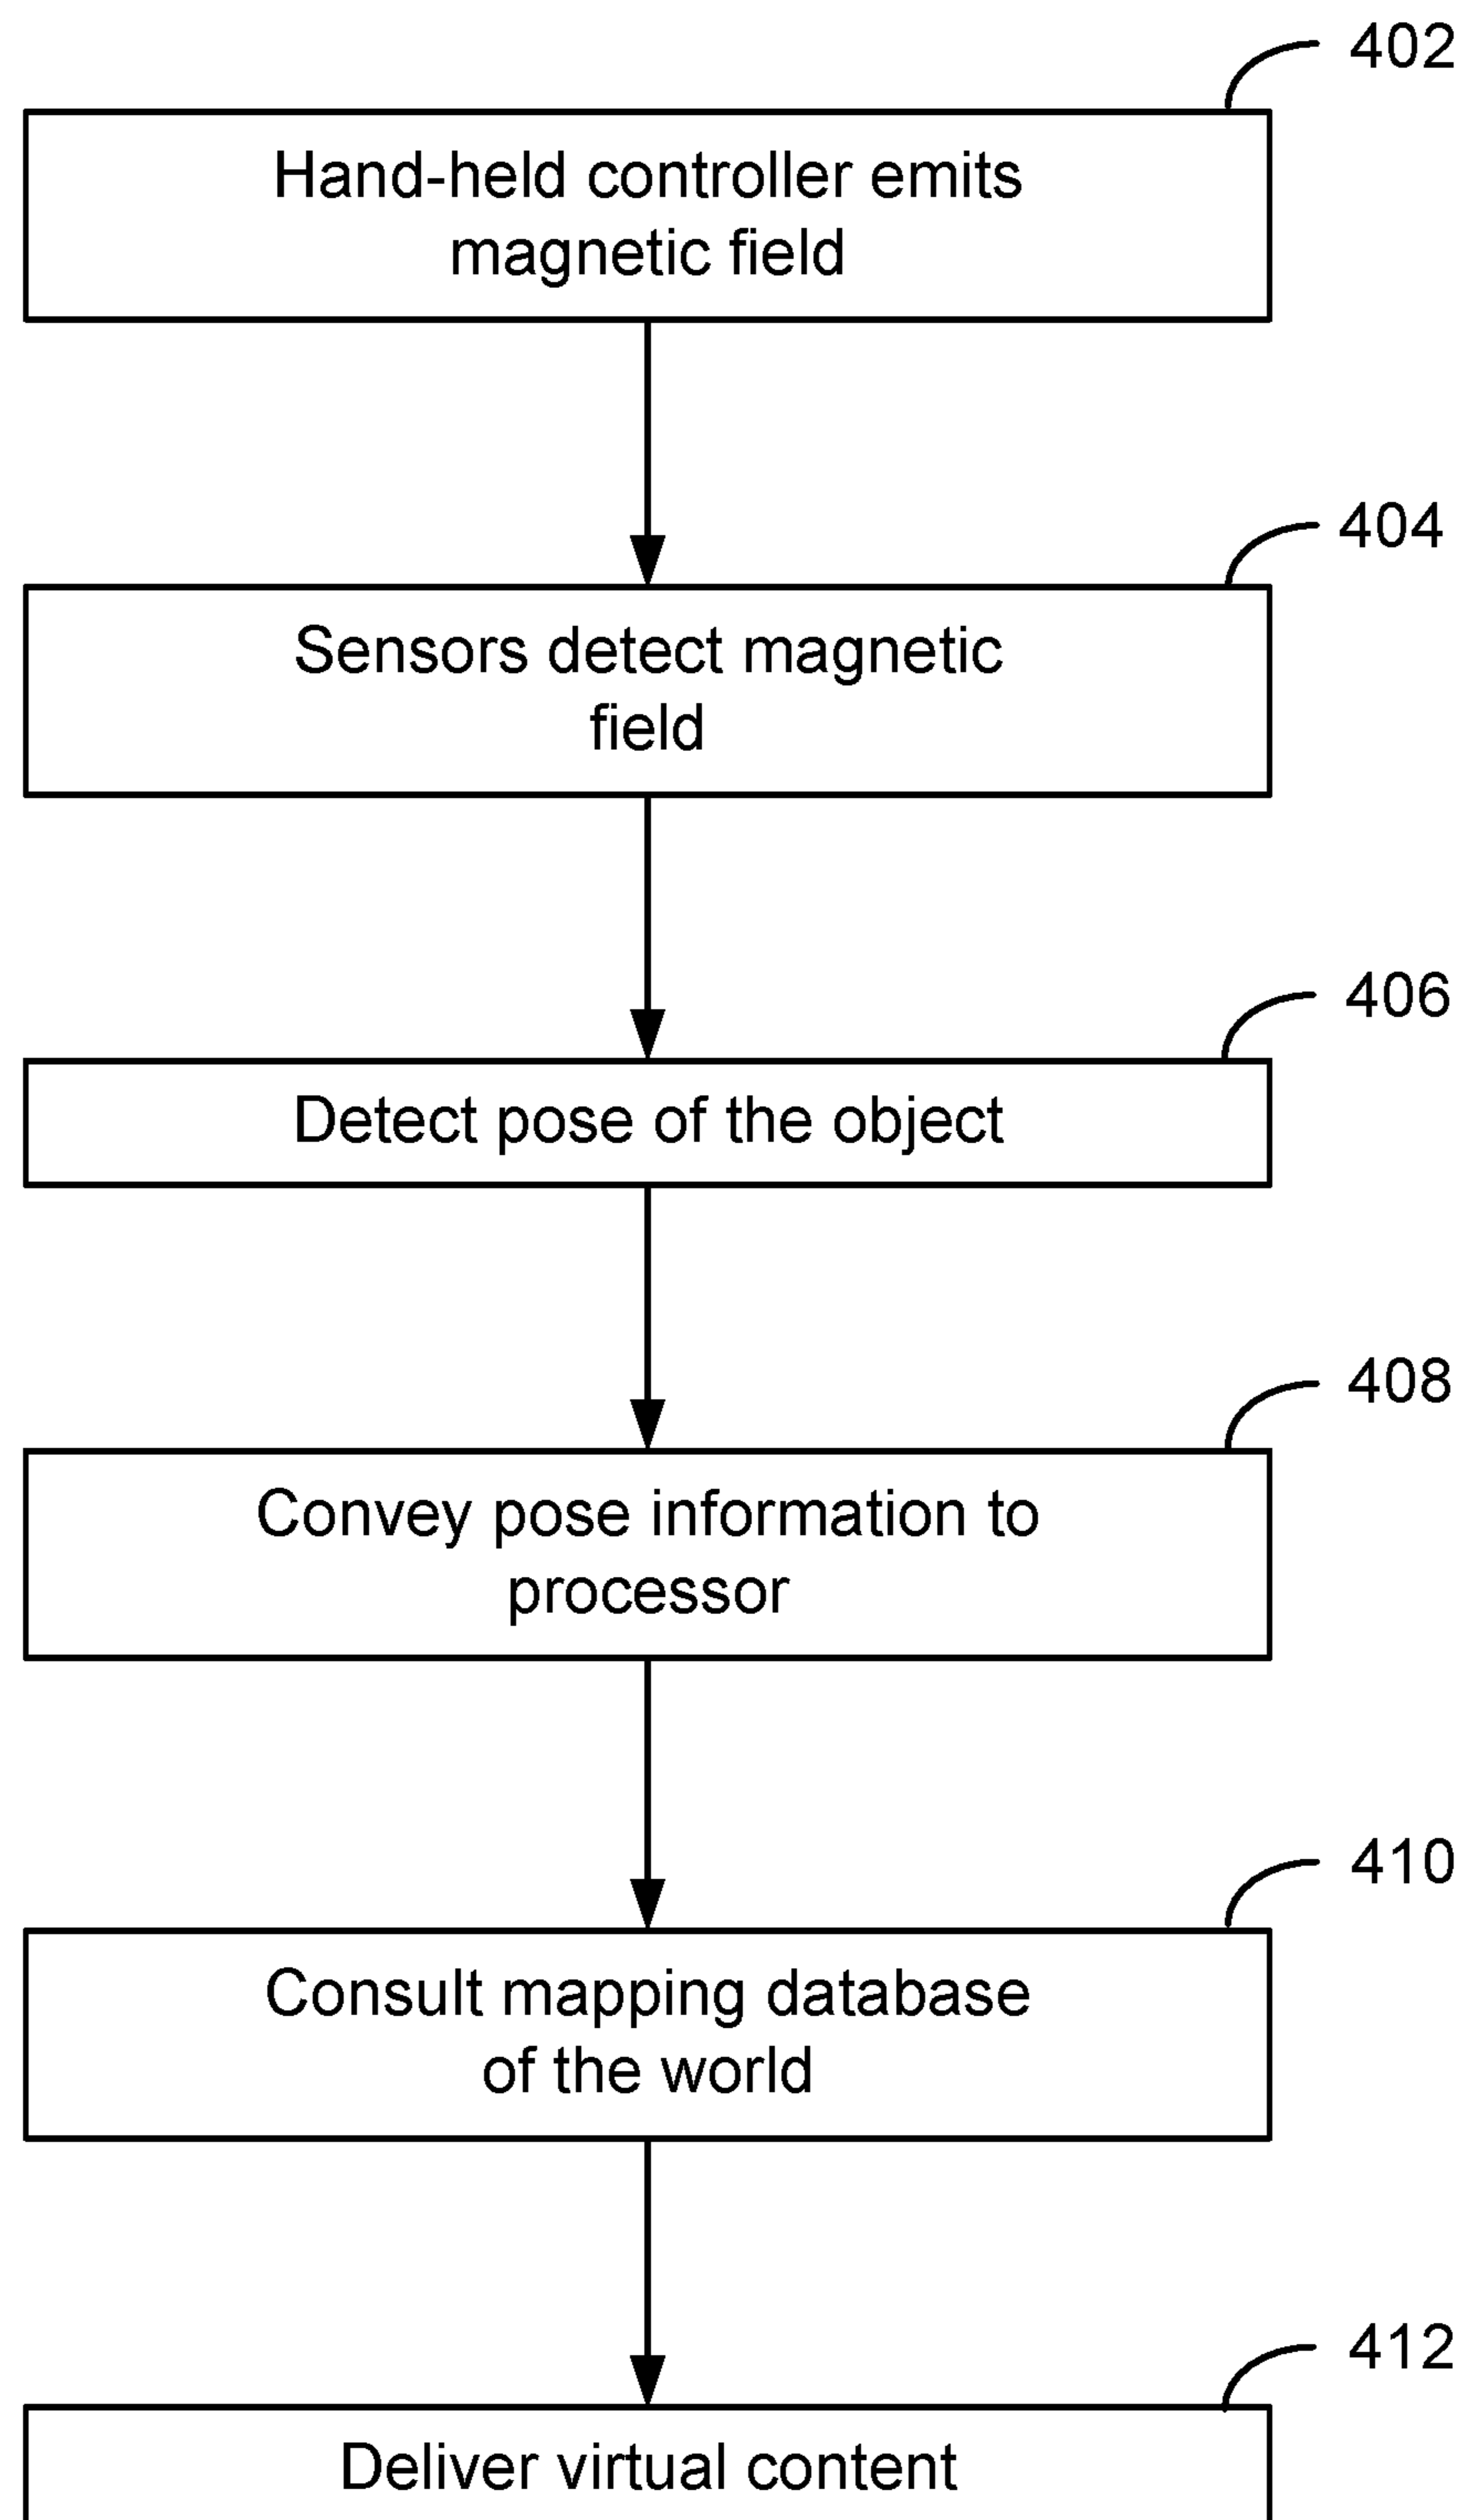 402
Hand-held controller emits
magnetic field
404
Sensors detect magnetic
field
406
Detect pose of the object
408
Convey pose information to
processor
410
Consult mapping database
of the world
412
Deliver virtual content